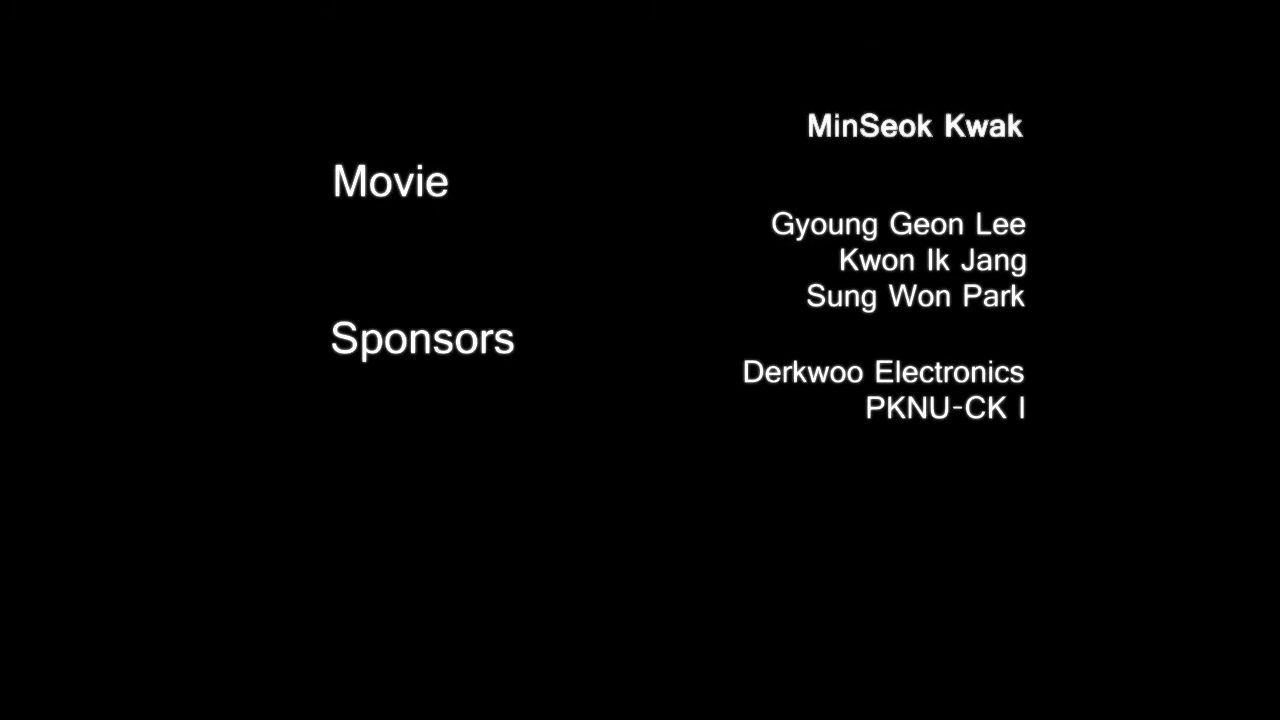 MinSeok Kwak
Movie
Gyoung Geon Lee
Kwon Ik Jang
Sung Won Park
Sponsors
Derkwoo Electronics
PKNU-CK I